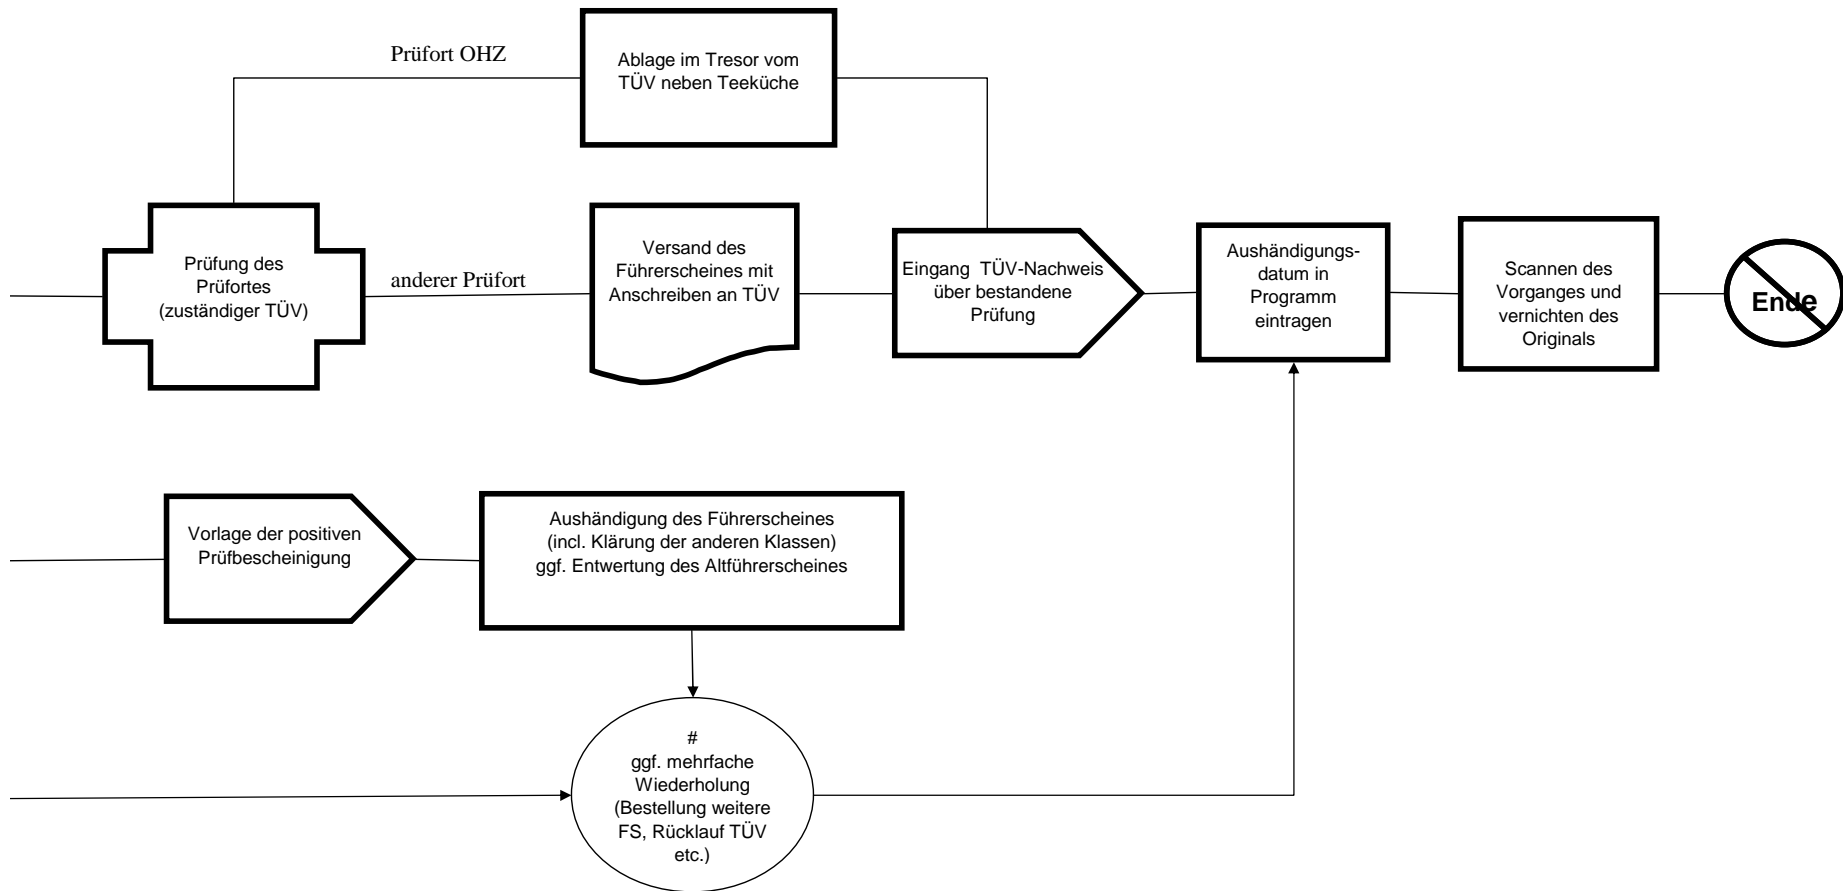 Prüfort OHZ
Ablage im Tresor vom
TÜV neben Teeküche
Prüfung des
Prüfortes
(zuständiger TÜV)
anderer Prüfort
Versand des
Führerscheines mit
Anschreiben an TÜV
Eingang TÜV-Nachweis
über bestandene
Prüfung
Aushändigungs-
datum in
Programm
eintragen
Scannen des
Vorganges und
vernichten des
Originals
Ende
Vorlage der positiven
Prüfbescheinigung
Aushändigung des Führerscheines
(incl. Klärung der anderen Klassen)
ggf. Entwertung des Altführerscheines
#
ggf. mehrfache
Wiederholung
(Bestellung weitere
FS, Rücklauf TÜV
etc.)